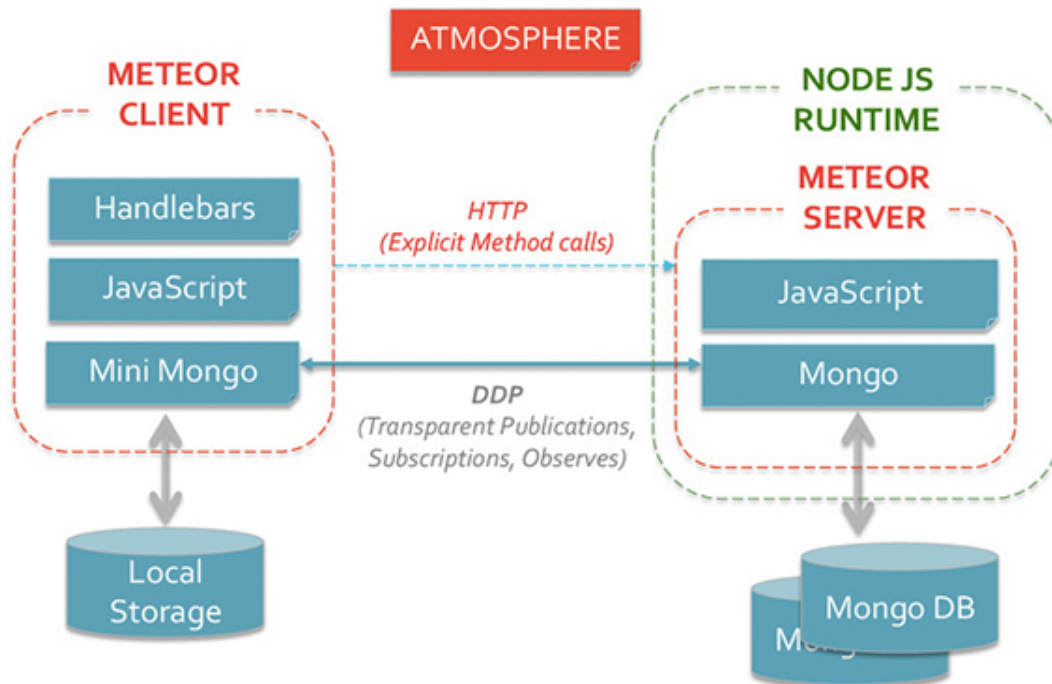 ATMOSPHERE
METEOR
CLIENT
Handlebars
JavaScript
Mini Mongo
Local
Storage
HTTP
(Explicit Method calls)
DDP
(Transparent Publications,
Subscriptions, Observes)
NODE JS
RUNTIME
METEOR
SERVER
JavaScript
Mongo
Mongo DB